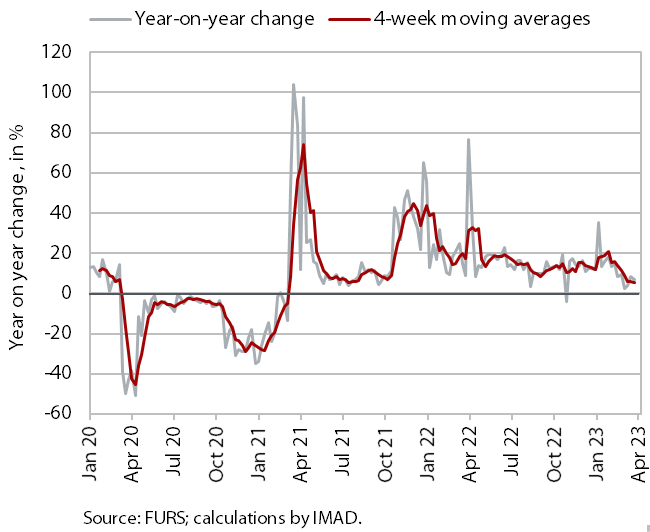 Year-on-year change 4-week moving averages
Year on year change , in %
120
100
80
60
40
20
0
-20
-40
-60
Jan 20
Apr 20
Jul 20
Oct 20
Jan 21
Apr 21
Jul 21
Oct 21
Jan 22
Apr 22
Jul 22
Oct 22
Jan 23
Apr 23
Source: FURS; calculations by IMAD.